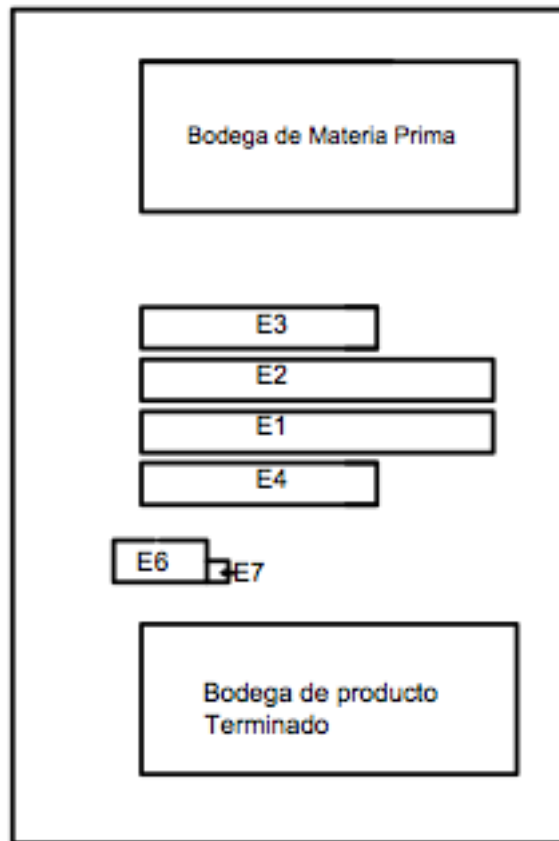 Bodega de Materia Prima
E3
E2
E1
E4
E6
E7
Bodega de producto
Terminado